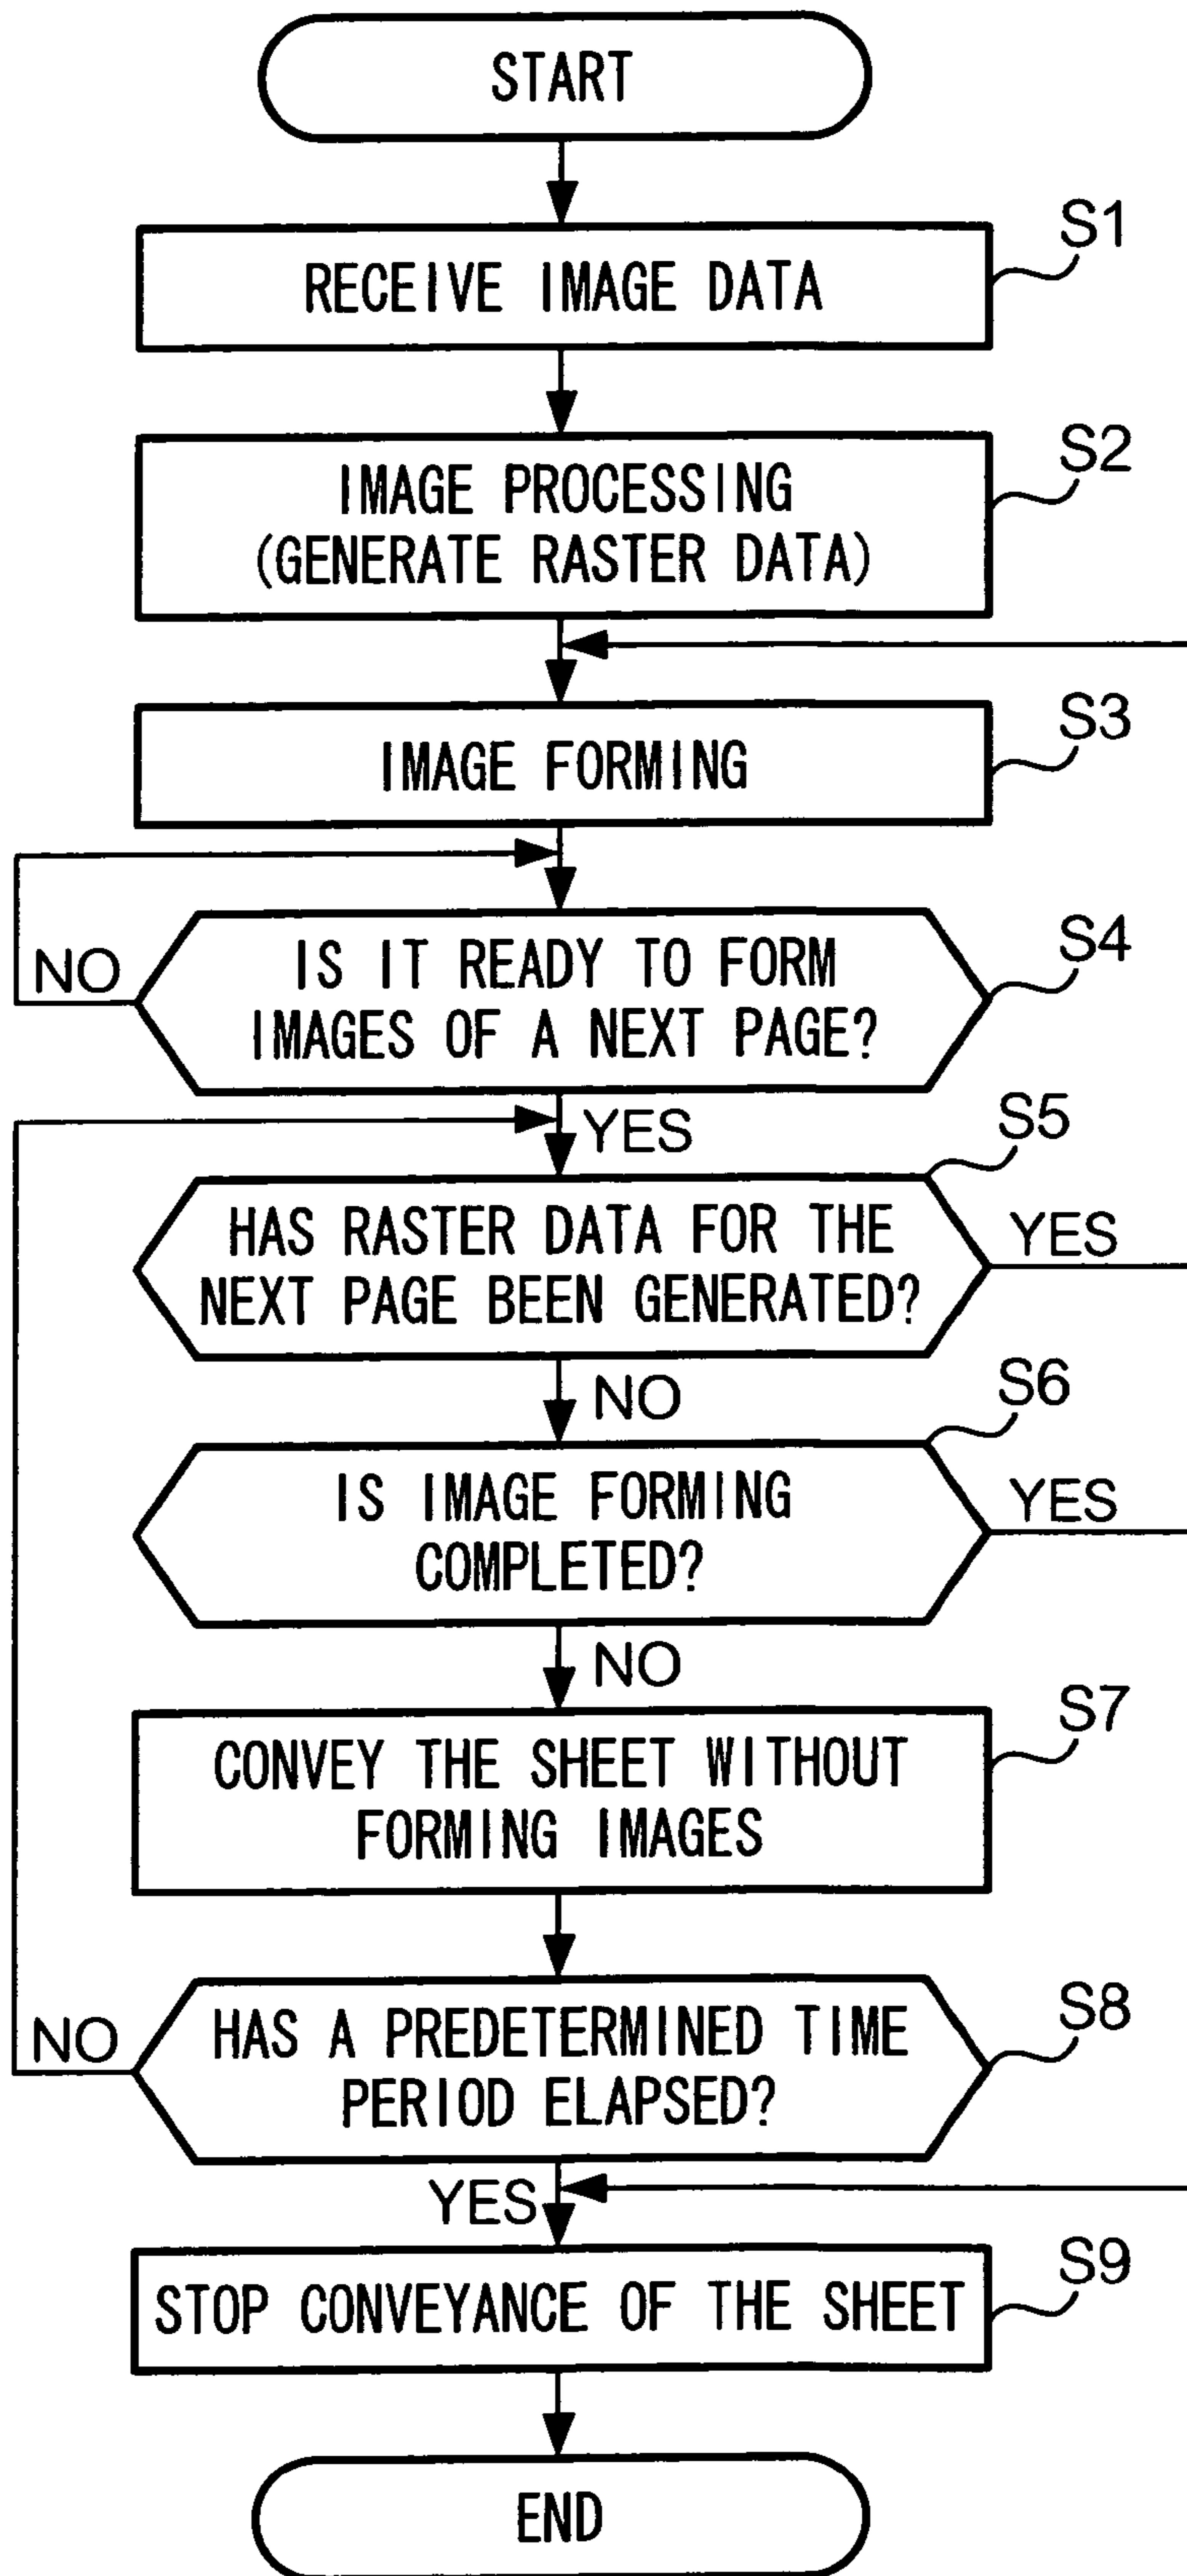 START
S1
RECEIVE IMAGE DATA
S2
IMAGE PROCESSING
(GENERATE RASTER DATA)
S3
IMAGE FORMING
S4
NO
IS IT READY TO FORM
IMAGES OF A NEXT PAGE?
YES
S5
HAS RASTER DATA FOR THE
NEXT PAGE BEEN GENERATED?
YES
NO
S6
IS IMAGE FORMING
COMPLETED?
YES
NO
S7
CONVEY THE SHEET WITHOUT
FORMING IMAGES
S8
NO
HAS A PREDETERMINED TIME
PERIOD ELAPSED?
YES
S9
STOP CONVEYANCE OF THE SHEET
END